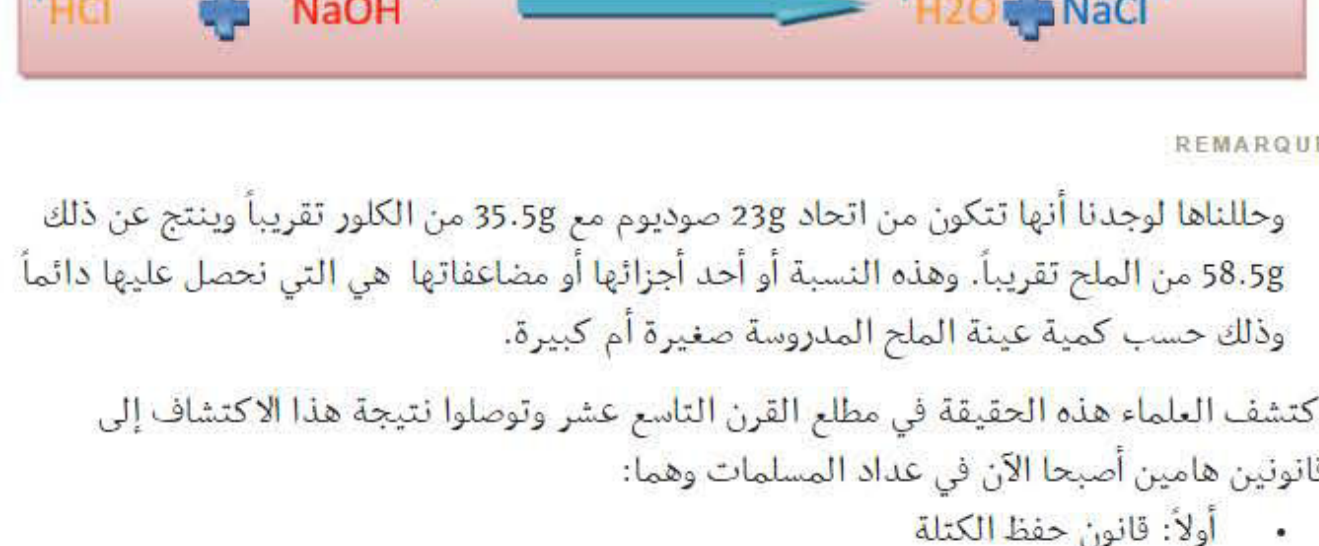 HCl + NaOH H2O + NaCl
REMARQU
وحللناها لوجدنا أنها تتكون من اتحاد 23g صوديوم مع 35.5g من الكلور تقريباً وينتج عن ذلك
58.5g من الملح تقريباً. وهذه النسبة أو أحد أجزائها أو مضاعفاتها هي التي نحصل عليها دائماً
وذلك حسب كمية عينة الملح المدروسة صغيرة أم كبيرة.
كتشف العلماء هذه الحقيقة في مطلع القرن التاسع عشر وتوصلوا نتيجة هذا الاكتشاف إلى
قانونين هامين أصبحا الآن في عداد المسلمات وهما:
• أولاً: قانون حفظ الكتلة